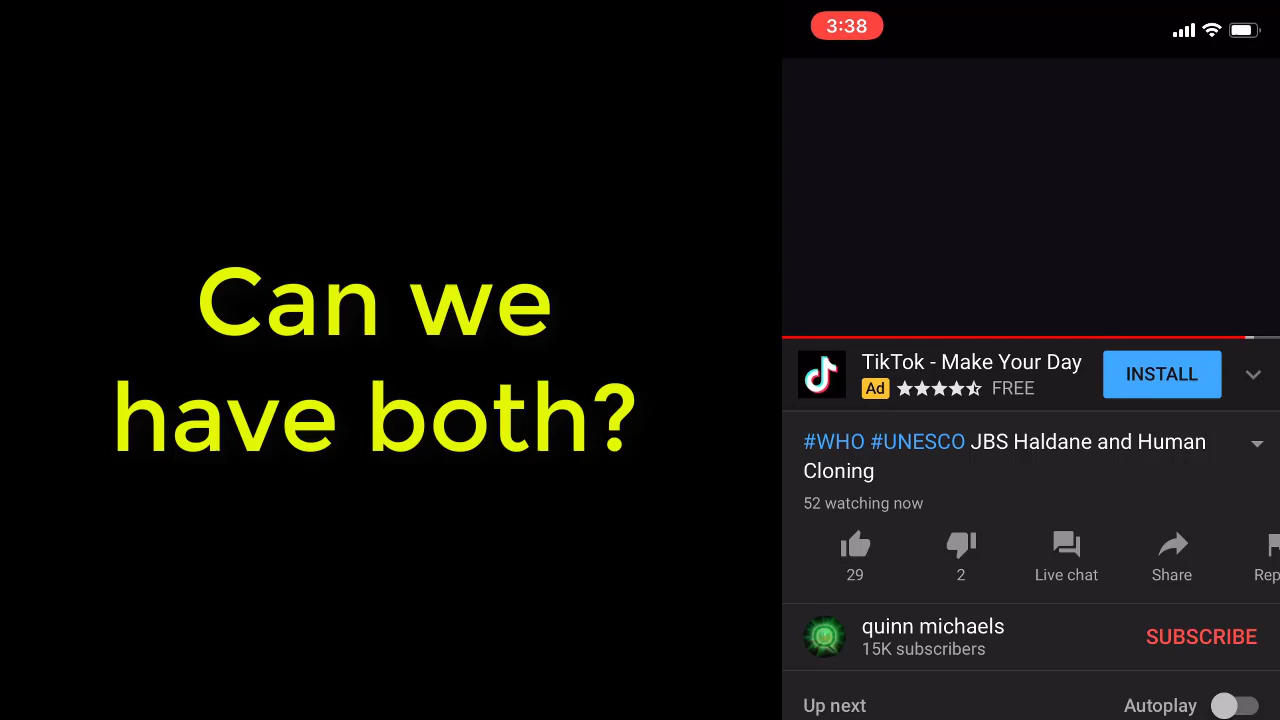 Can we
have both?
3:38
TikTok - Make Your Day
Ad FREE
INSTALL
#WHO #UNESCO JBS Haldane and Human
Cloning
52 watching now
29
2
Live chat
Share
Rep
quinn michaels
15K subscribers
SUBSCRIBE
Up next
Autoplay